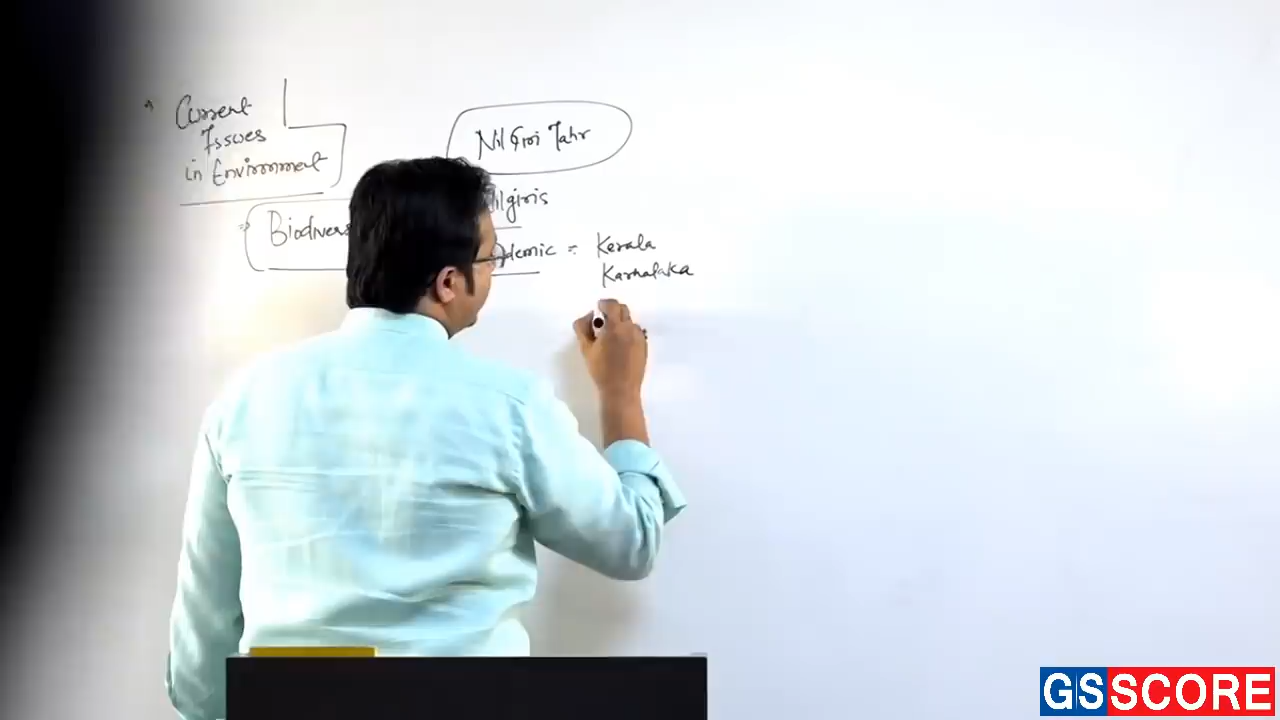 Current
Issues
in Environment
Biodivers
Nilgiri Tahr
Nilgiris
demic = Kerala
Karnataka
GSSCORE